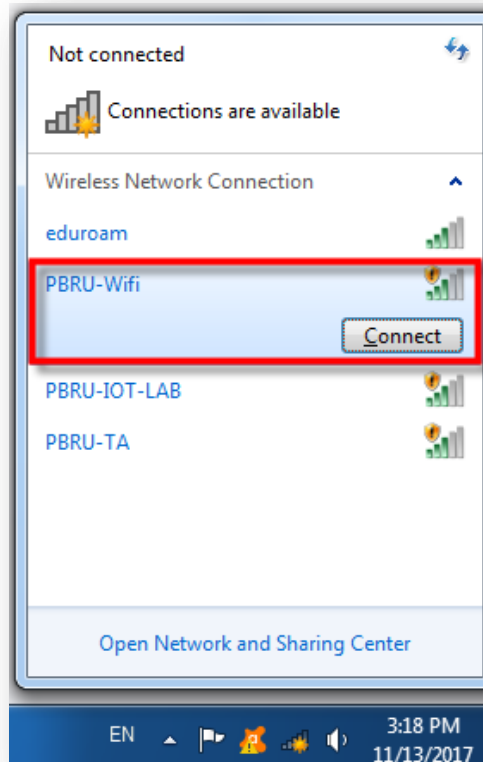 Not connected
Connections are available
Wireless Network Connection
eduroam
PBRU-Wifi
Connect
PBRU-IOT-LAB
PBRU-TA
Open Network and Sharing Center
EN
3:18 PM
11/13/2017